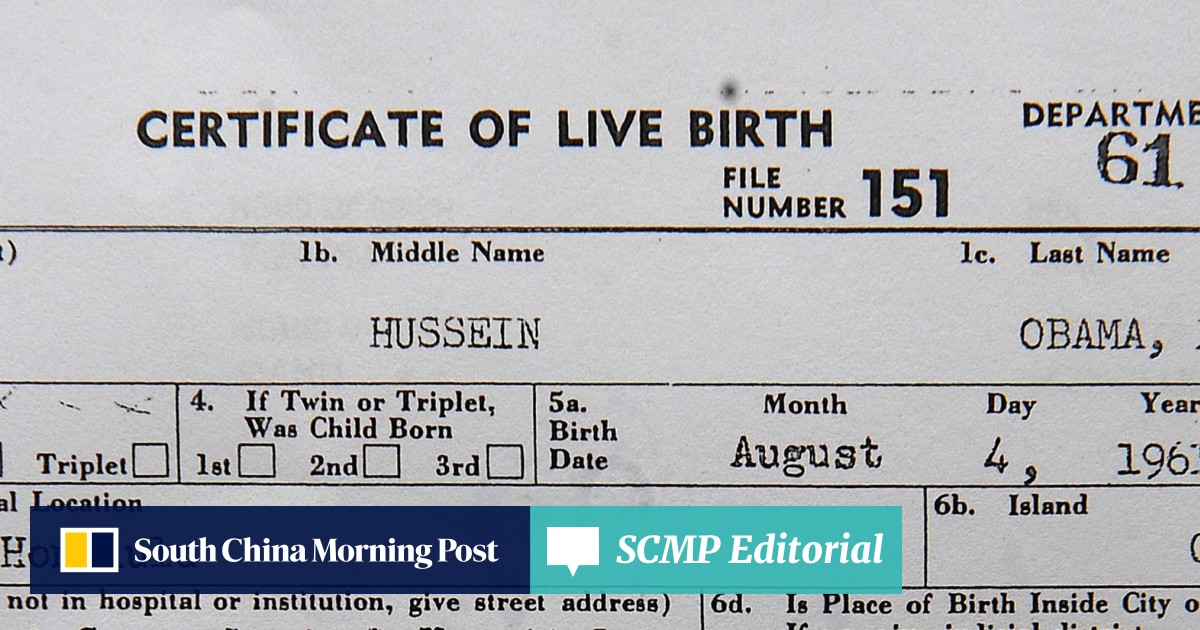 CERTIFICATE OF LIVE BIRTH
DEPARTME
FILE NUMBER 151
61
1b. Middle Name
1c. Last Name
HUSSEIN
OBAMA,
4. If Twin or Triplet,
Was Child Born
Triplet
1st 2nd 3rd
5a.
Birth
Date
Month Day Year
August 4, 196
al Location
6b. Island
South China Morning Post
SCMP Editorial
not in hospital or institution, give street address)
6d. Is Place of Birth Inside City o